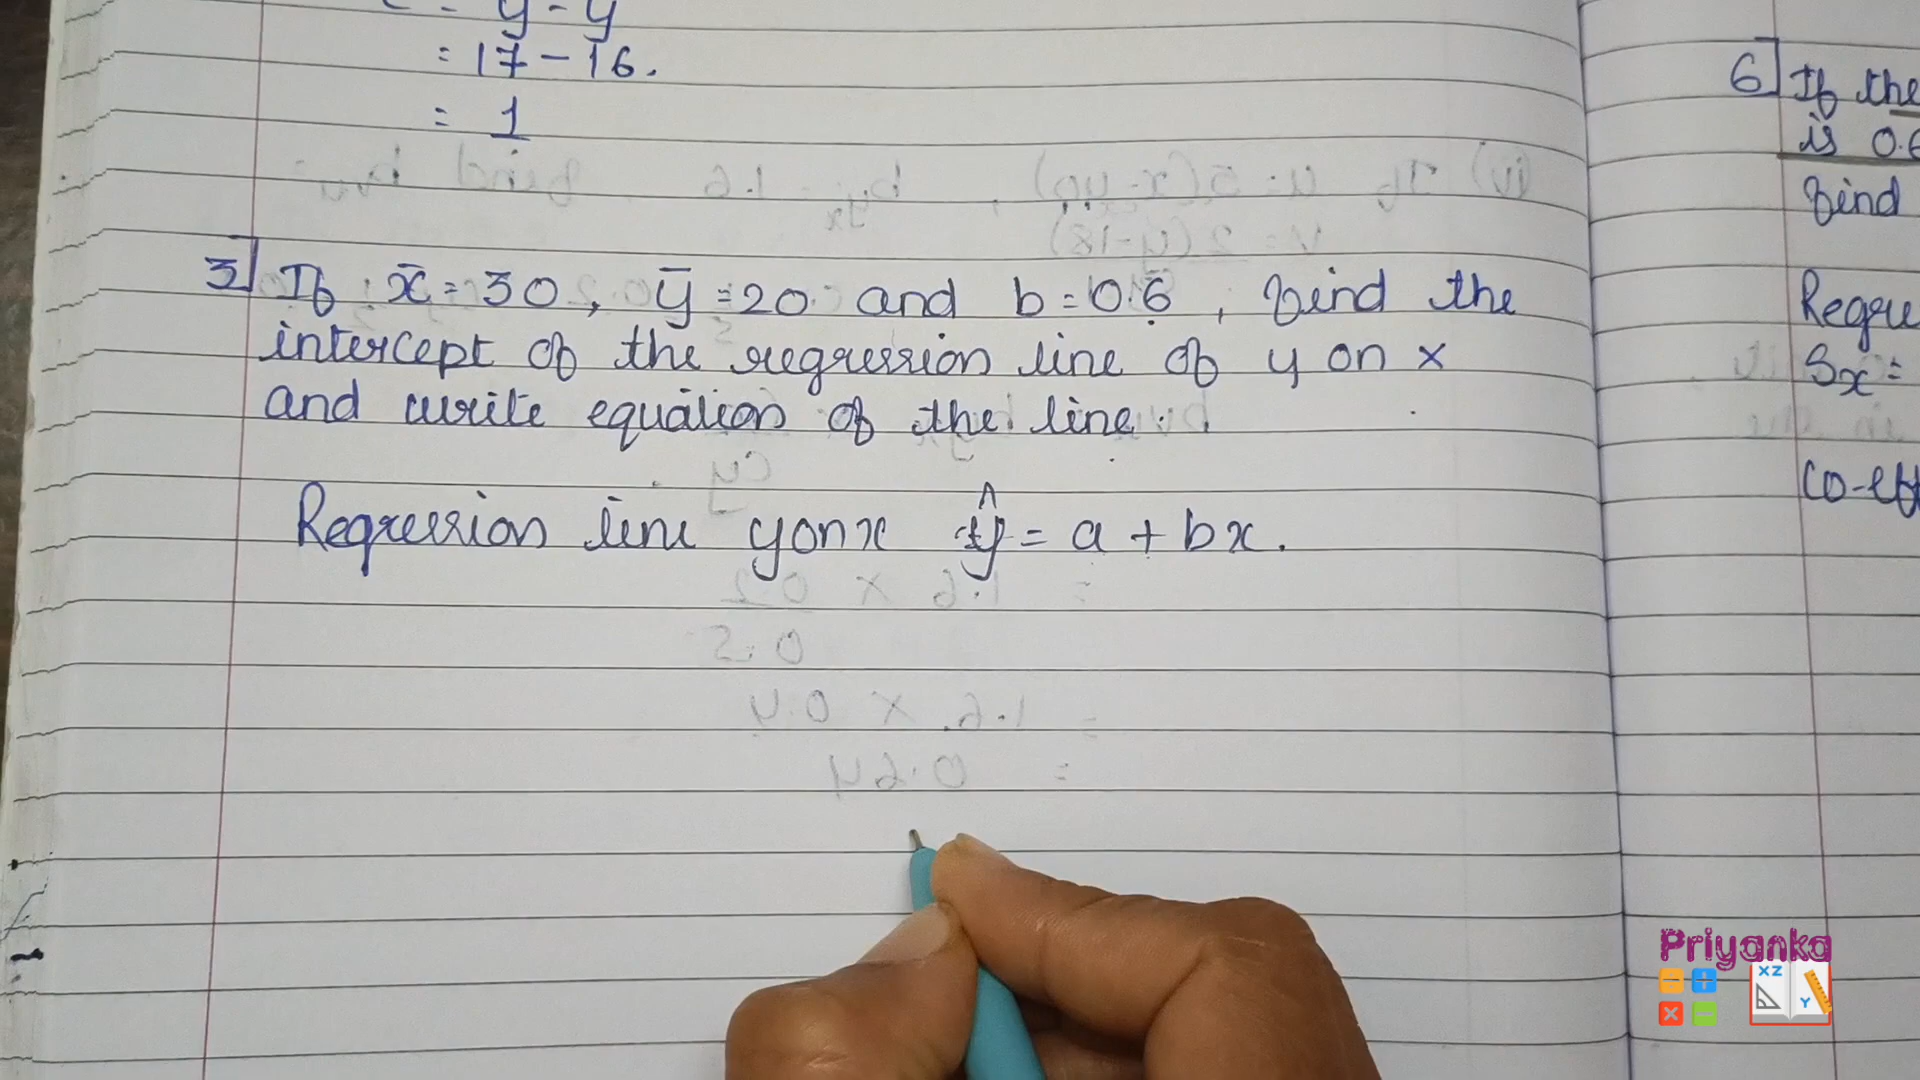 = 17 - 16.
= 1
3] If x̄ = 30, ȳ = 20 and b = 0.6, find the
intercept of the regression line of y on x
and write equation of the line.
Regression line y on x ŷ = a + bx.
6] If the
is 0.6
find
Regre
Sx =
co-eff
Priyanka
XZ
Y